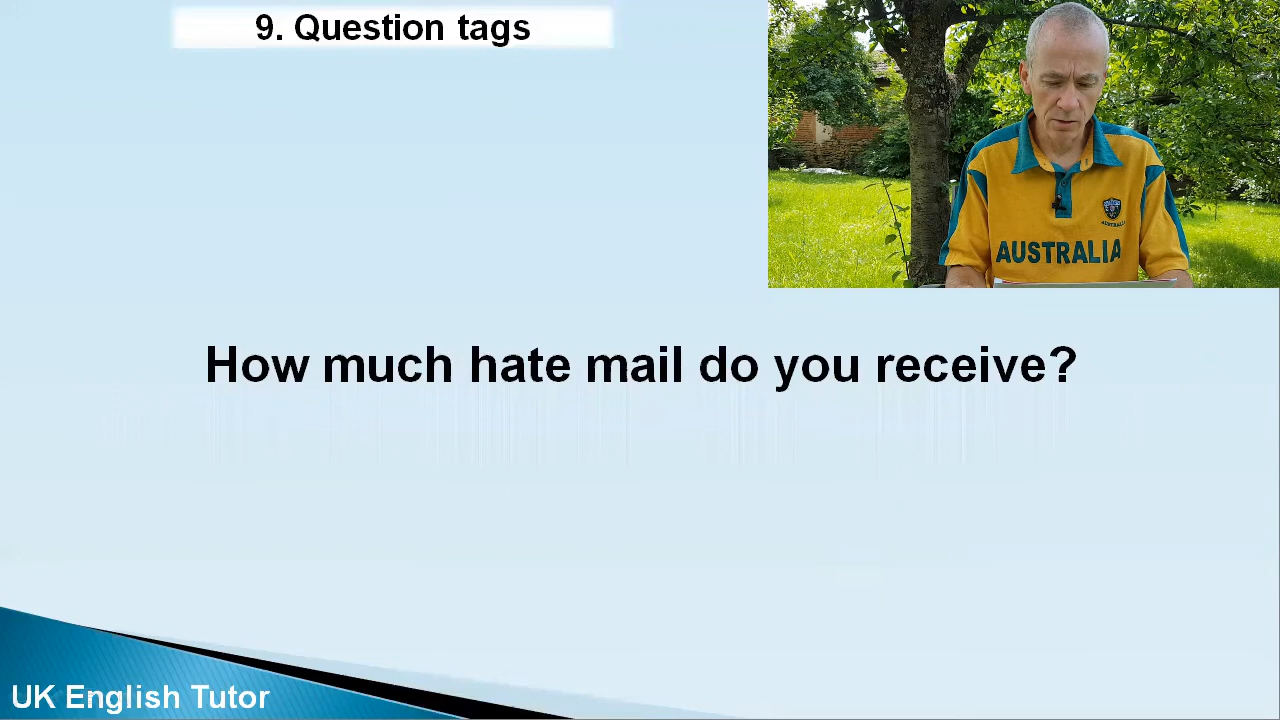 9. Question tags
AUSTRALIA
How much hate mail do you receive?
UK English Tutor